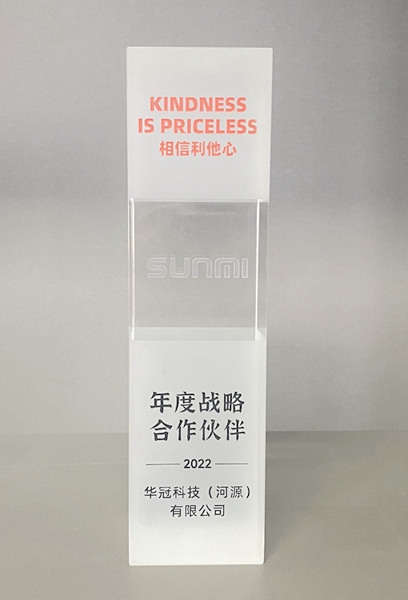 KINDNESS
IS PRICELESS
相信利他心
SUNMI
年度战略
合作伙伴
2022
华冠科技（河源）
有限公司